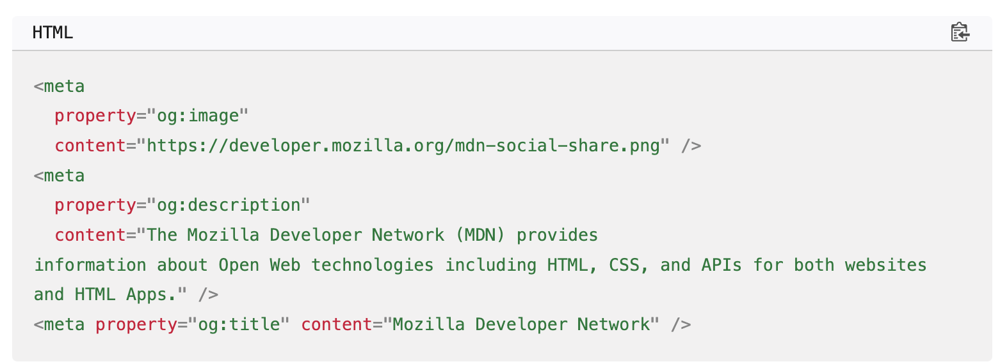 HTML
<meta
  property="og:image"
  content="https://developer.mozilla.org/mdn-social-share.png" />
<meta
  property="og:description"
  content="The Mozilla Developer Network (MDN) provides
information about Open Web technologies including HTML, CSS, and APIs for both websites
and HTML Apps." />
<meta property="og:title" content="Mozilla Developer Network" />